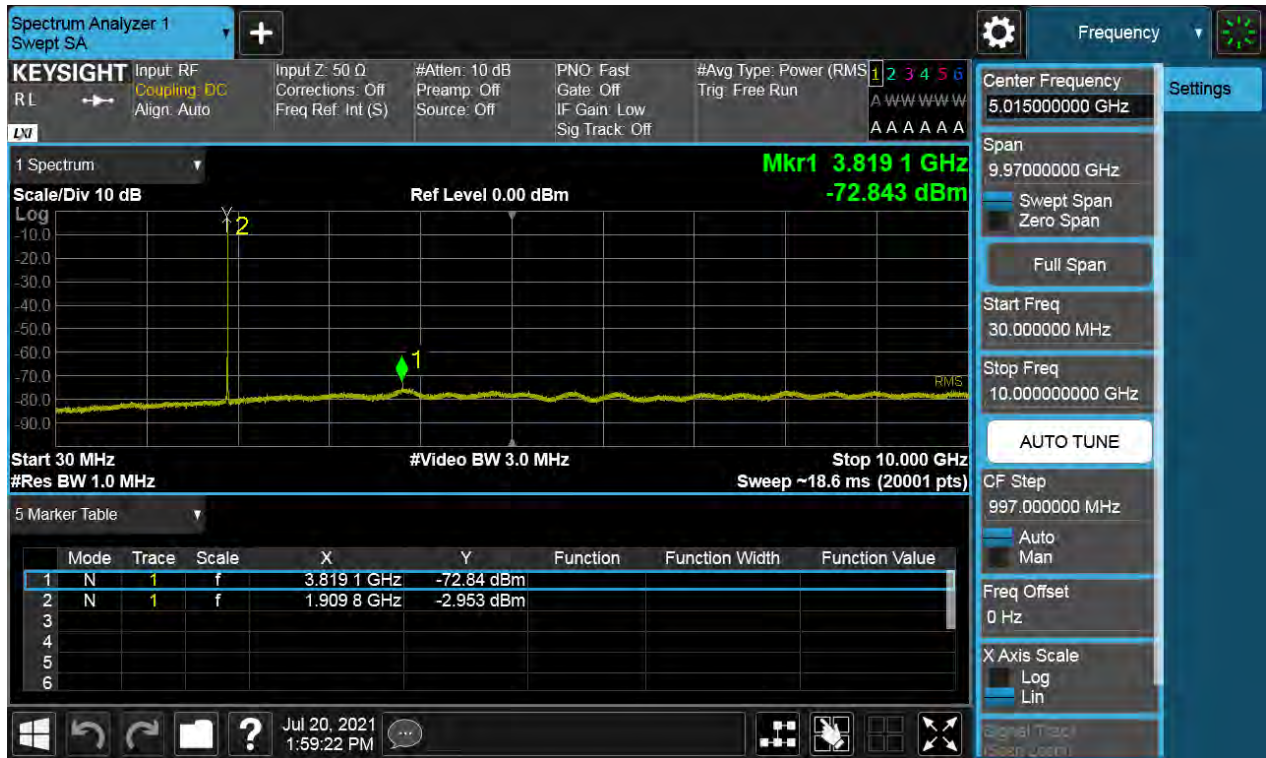 Spectrum Analyzer 1
Swept SA
+
Frequency
KEYSIGHT Input: RF Input Z: 50 Ω #Atten: 10 dB PNO: Fast #Avg Type: Power (RMS 1 2 3 4 5 6
RL Coupling: DC Corrections: Off Preamp: Off Gate: Off Trig: Free Run A W W W W W
Align: Auto Freq Ref: Int (S) Source: Off IF Gain: Low
LXI Sig Track: Off A A A A A A
1 Spectrum
Mkr1 3.819 1 GHz
Scale/Div 10 dB Ref Level 0.00 dBm -72.843 dBm
Log
2
-10.0
-20.0
-30.0
-40.0
-50.0
-60.0
1
-70.0
RMS
-80.0
-90.0
Start 30 MHz #Video BW 3.0 MHz Stop 10.000 GHz
#Res BW 1.0 MHz Sweep ~18.6 ms (20001 pts)
5 Marker Table
Mode Trace Scale X Y Function Function Width Function Value
1 N 1 f 3.819 1 GHz -72.84 dBm
2 N 1 f 1.909 8 GHz -2.953 dBm
3
4
5
6
?
Jul 20, 2021
1:59:22 PM
Center Frequency
5.015000000 GHz
Settings
Span
9.97000000 GHz
Swept Span
Zero Span
Full Span
Start Freq
30.000000 MHz
Stop Freq
10.000000000 GHz
AUTO TUNE
CF Step
997.000000 MHz
Auto
Man
Freq Offset
0 Hz
X Axis Scale
Log
Lin
Signal Track
(Span Zoom)